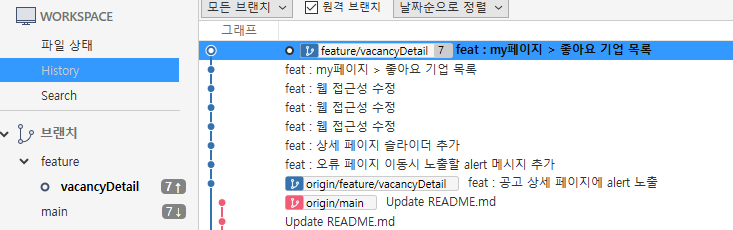 모든 브랜치 원격 브랜치 날짜순으로 정렬
WORKSPACE
파일 상태
History
Search
브랜치
feature
vacancyDetail 7↑
main 7↓
그래프
feature/vacancyDetail 7 feat : my페이지 > 좋아요 기업 목록
feat : my페이지 > 좋아요 기업 목록
feat : 웹 접근성 수정
feat : 웹 접근성 수정
feat : 웹 접근성 수정
feat : 상세 페이지 슬라이더 추가
feat : 오류 페이지 이동시 노출할 alert 메시지 추가
origin/feature/vacancyDetail feat : 공고 상세 페이지에 alert 노출
origin/main Update README.md
Update README.md